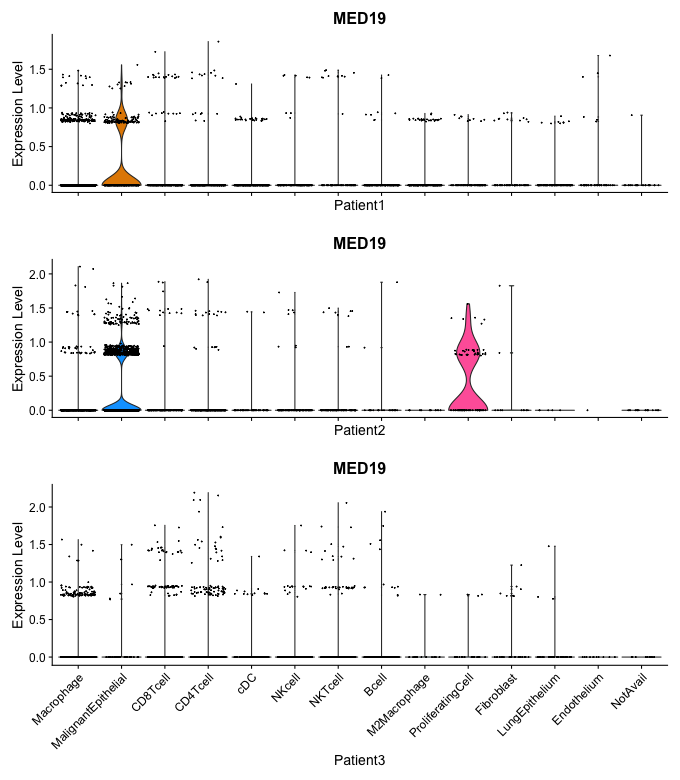 MED19
Expression Level
1.5
1.0
0.5
0.0
Patient1
MED19
Expression Level
2.0
1.5
1.0
0.5
0.0
Patient2
MED19
Expression Level
2.0
1.5
1.0
0.5
0.0
Macrophage
MalignantEpithelial
CD8Tcell
CD4Tcell
cDC
NKcell
NKTcell
Bcell
M2Macrophage
ProliferatingCell
Fibroblast
LungEpithelium
Endothelium
NotAvail
Patient3